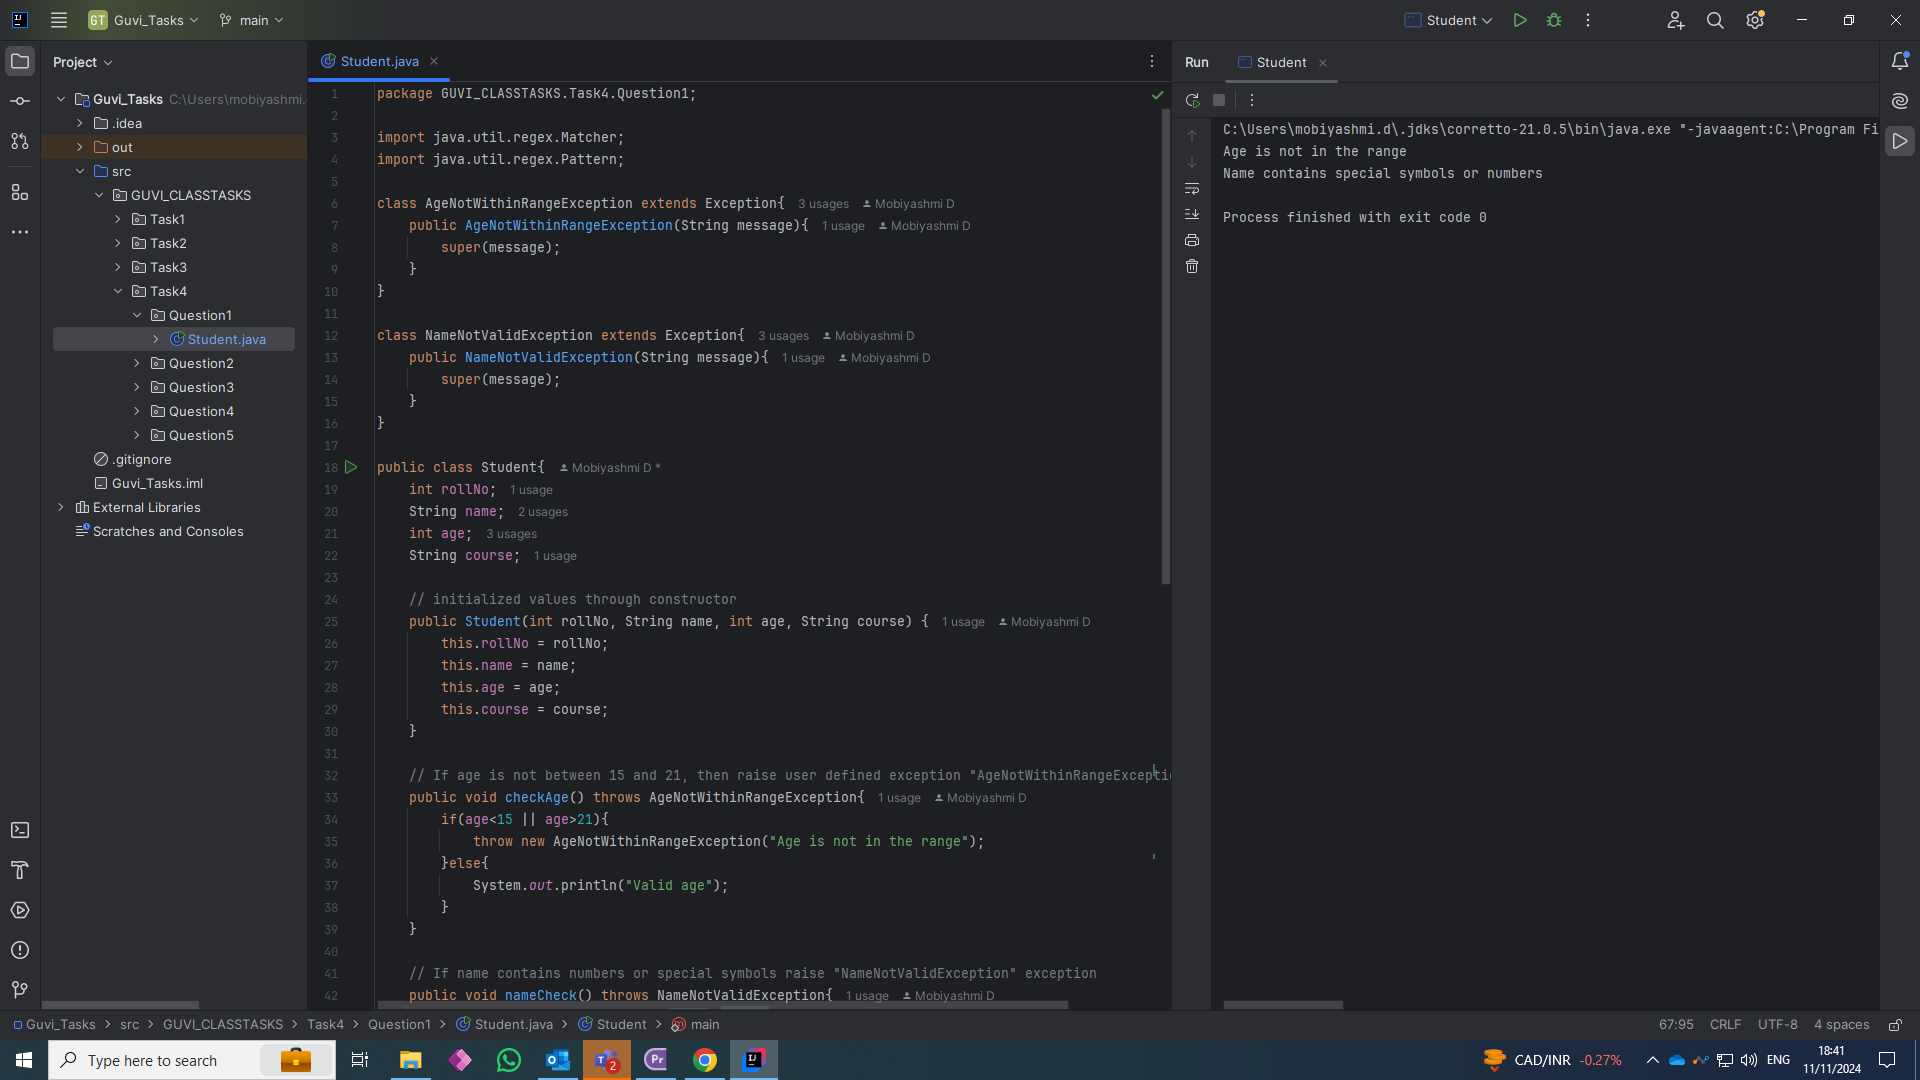 GT Guvi_Tasks main Student
Project
Guvi_Tasks C:\Users\mobiyashmi.
.idea
out
src
GUVI_CLASSTASKS
Task1
Task2
Task3
Task4
Question1
Student.java
Question2
Question3
Question4
Question5
.gitignore
Guvi_Tasks.iml
External Libraries
Scratches and Consoles
Student.java
1 package GUVI_CLASSTASKS.Task4.Question1;
2
3 import java.util.regex.Matcher;
4 import java.util.regex.Pattern;
5
6 class AgeNotWithinRangeException extends Exception{ 3 usages Mobiyashmi D
7 public AgeNotWithinRangeException(String message){ 1 usage Mobiyashmi D
8 super(message);
9 }
10 }
11
12 class NameNotValidException extends Exception{ 3 usages Mobiyashmi D
13 public NameNotValidException(String message){ 1 usage Mobiyashmi D
14 super(message);
15 }
16 }
17
18 public class Student{ Mobiyashmi D *
19 int rollNo; 1 usage
20 String name; 2 usages
21 int age; 3 usages
22 String course; 1 usage
23
24 // initialized values through constructor
25 public Student(int rollNo, String name, int age, String course) { 1 usage Mobiyashmi D
26 this.rollNo = rollNo;
27 this.name = name;
28 this.age = age;
29 this.course = course;
30 }
31
32 // If age is not between 15 and 21, then raise user defined exception "AgeNotWithinRangeExceptio
33 public void checkAge() throws AgeNotWithinRangeException{ 1 usage Mobiyashmi D
34 if(age<15 || age>21){
35 throw new AgeNotWithinRangeException("Age is not in the range");
36 }else{
37 System.out.println("Valid age");
38 }
39 }
40
41 // If name contains numbers or special symbols raise "NameNotValidException" exception
42 public void nameCheck() throws NameNotValidException{ 1 usage Mobiyashmi D
Run Student
C:\Users\mobiyashmi.d\.jdks\corretto-21.0.5\bin\java.exe "-javaagent:C:\Program Fi
Age is not in the range
Name contains special symbols or numbers
Process finished with exit code 0
Guvi_Tasks > src > GUVI_CLASSTASKS > Task4 > Question1 > Student.java > Student > main 67:95 CRLF UTF-8 4 spaces
Type here to search 2 Pr CAD/INR -0.27% ENG 18:41
11/11/2024